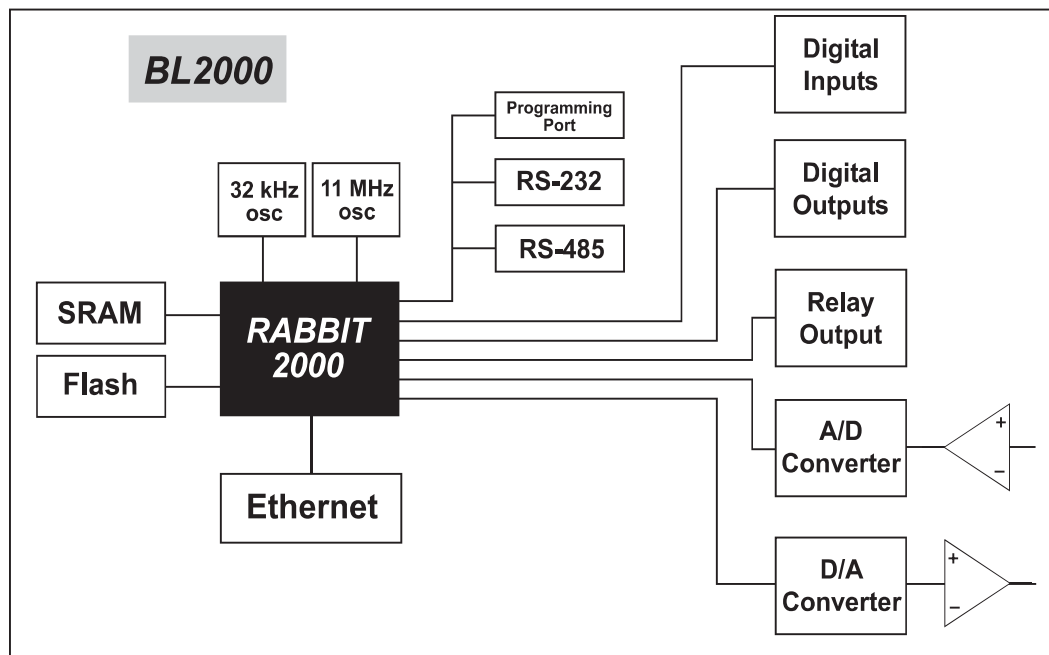 BL2000
Digital
Inputs
Programming
Port
Digital
Outputs
RS-232
32 kHz
osc
11 MHz
osc
RS-485
SRAM
RABBIT
2000
Relay
Output
Flash
A/D
Converter
+
−
Ethernet
D/A
Converter
+
−